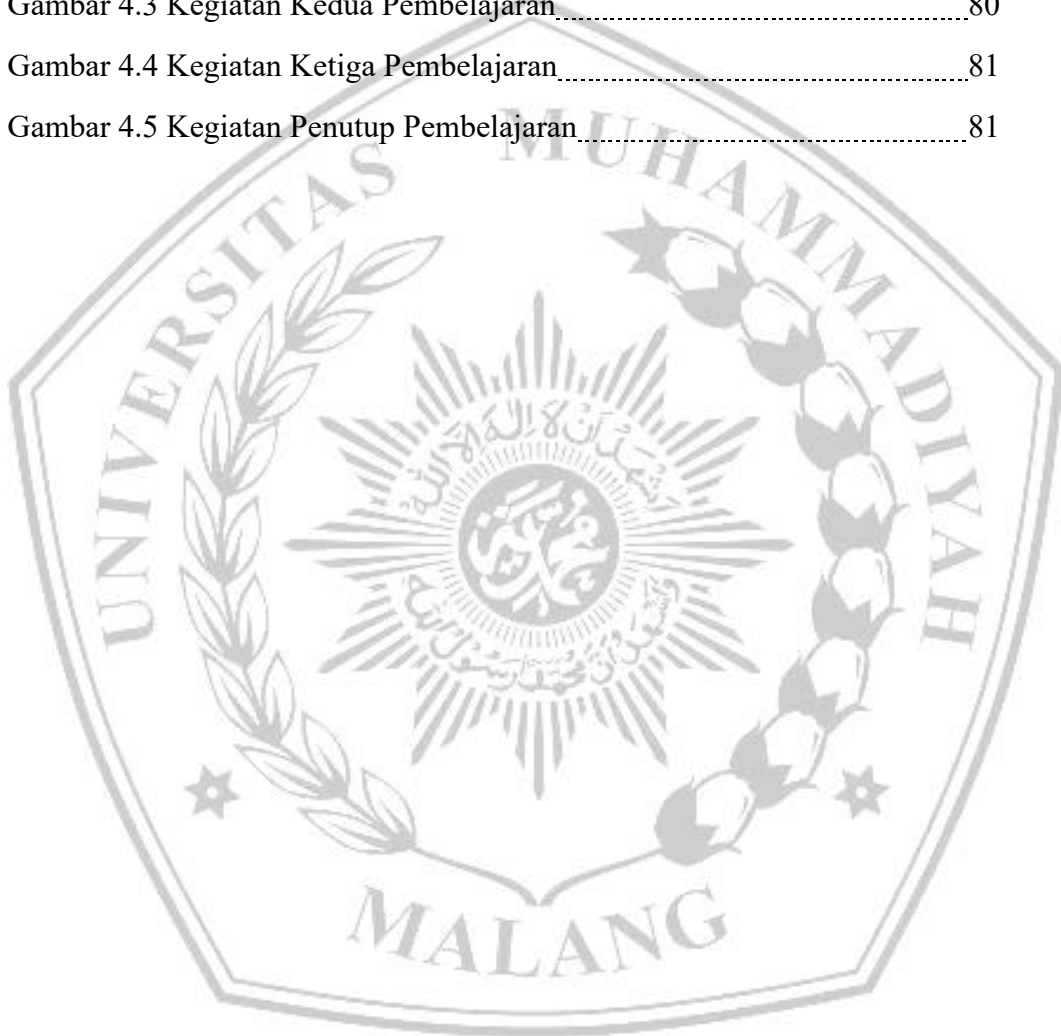 Gambar 4.3 Kegiatan Kedua Pembelajaran 80
Gambar 4.4 Kegiatan Ketiga Pembelajaran 81
Gambar 4.5 Kegiatan Penutup Pembelajaran 81
UNIVERSITAS MUHAMMADIYAH
MALANG